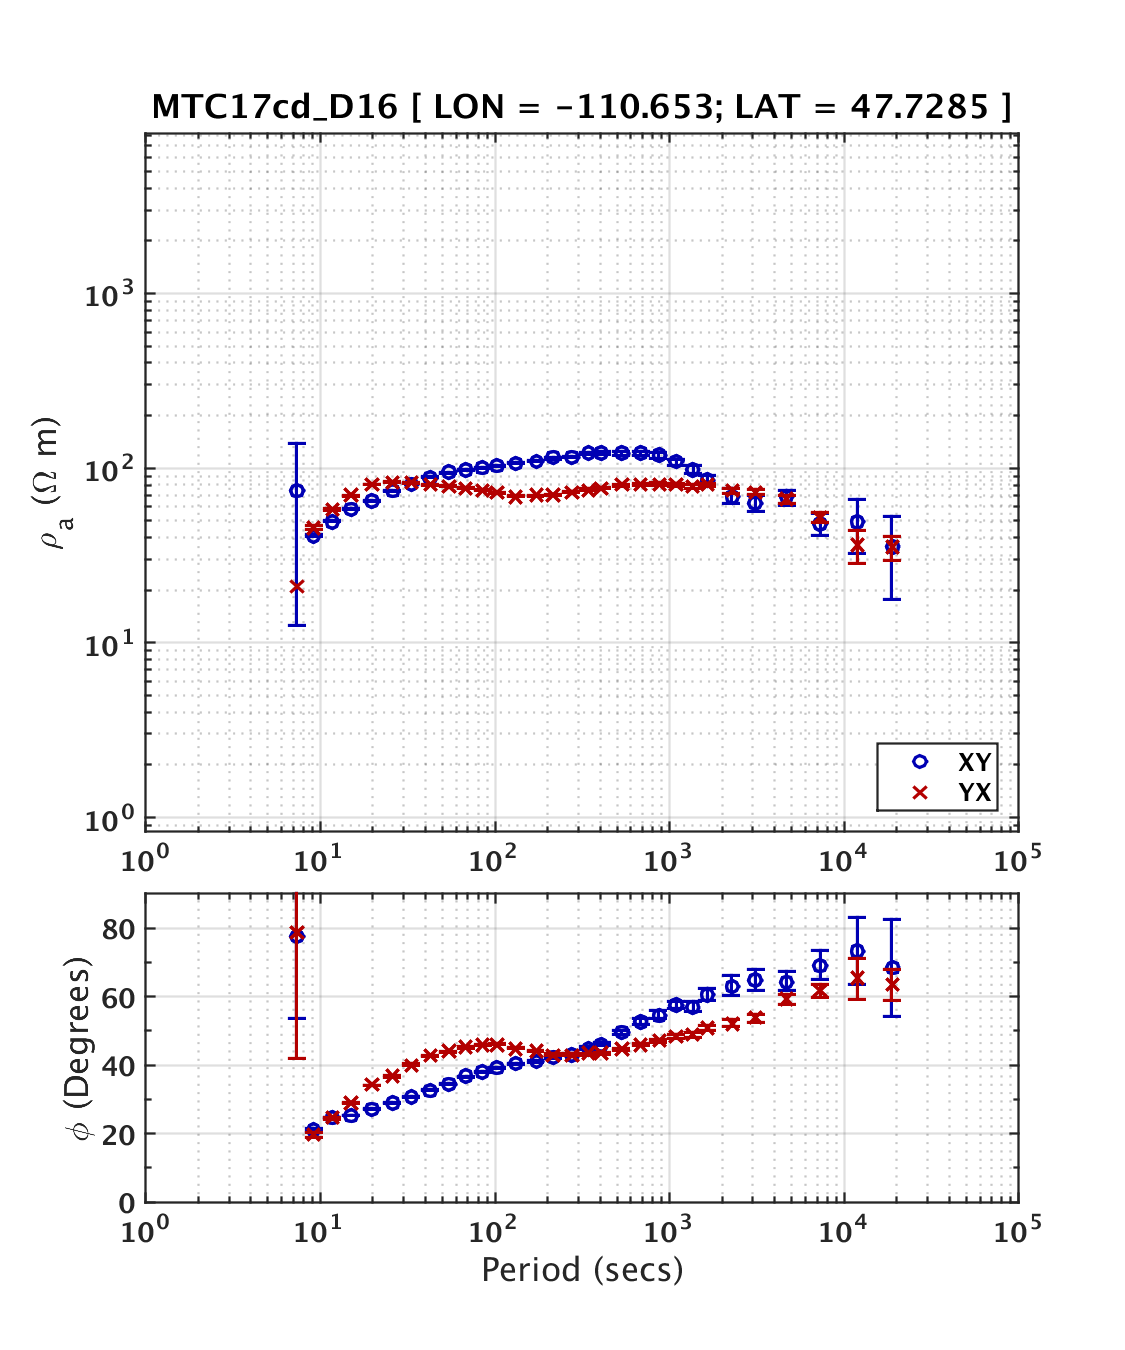 MTC17cd_D16 [ LON = -110.653; LAT = 47.7285 ]
ρa (Ω m)
10³
10²
10¹
10⁰
XY
YX
10⁰ 10¹ 10² 10³ 10⁴ 10⁵
φ (Degrees)
80
60
40
20
0
10⁰ 10¹ 10² 10³ 10⁴ 10⁵
Period (secs)